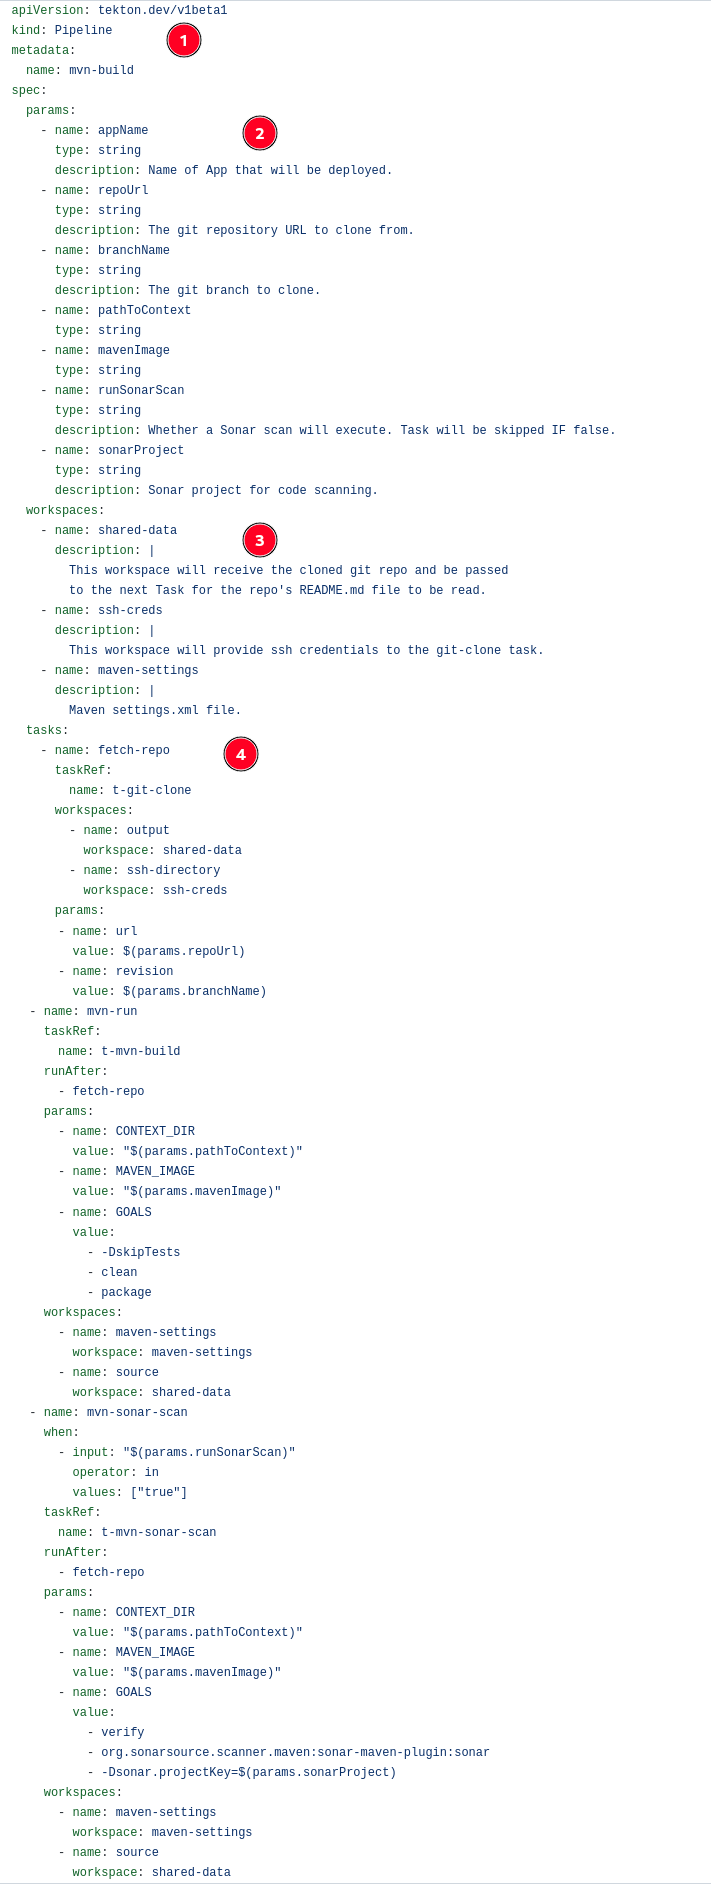 apiVersion: tekton.dev/v1beta1
kind: Pipeline
1
metadata:
  name: mvn-build
spec:
  params:
    - name: appName
2
      type: string
      description: Name of App that will be deployed.
    - name: repoUrl
      type: string
      description: The git repository URL to clone from.
    - name: branchName
      type: string
      description: The git branch to clone.
    - name: pathToContext
      type: string
    - name: mavenImage
      type: string
    - name: runSonarScan
      type: string
      description: Whether a Sonar scan will execute. Task will be skipped IF false.
    - name: sonarProject
      type: string
      description: Sonar project for code scanning.
  workspaces:
    - name: shared-data
3
      description: |
        This workspace will receive the cloned git repo and be passed
        to the next Task for the repo's README.md file to be read.
    - name: ssh-creds
      description: |
        This workspace will provide ssh credentials to the git-clone task.
    - name: maven-settings
      description: |
        Maven settings.xml file.
  tasks:
    - name: fetch-repo
4
      taskRef:
        name: t-git-clone
      workspaces:
        - name: output
          workspace: shared-data
        - name: ssh-directory
          workspace: ssh-creds
      params:
      - name: url
        value: $(params.repoUrl)
      - name: revision
        value: $(params.branchName)
  - name: mvn-run
    taskRef:
      name: t-mvn-build
    runAfter:
      - fetch-repo
    params:
      - name: CONTEXT_DIR
        value: "$(params.pathToContext)"
      - name: MAVEN_IMAGE
        value: "$(params.mavenImage)"
      - name: GOALS
        value:
          - -DskipTests
          - clean
          - package
    workspaces:
      - name: maven-settings
        workspace: maven-settings
      - name: source
        workspace: shared-data
  - name: mvn-sonar-scan
    when:
      - input: "$(params.runSonarScan)"
        operator: in
        values: ["true"]
    taskRef:
      name: t-mvn-sonar-scan
    runAfter:
      - fetch-repo
    params:
      - name: CONTEXT_DIR
        value: "$(params.pathToContext)"
      - name: MAVEN_IMAGE
        value: "$(params.mavenImage)"
      - name: GOALS
        value:
          - verify
          - org.sonarsource.scanner.maven:sonar-maven-plugin:sonar
          - -Dsonar.projectKey=$(params.sonarProject)
    workspaces:
      - name: maven-settings
        workspace: maven-settings
      - name: source
        workspace: shared-data